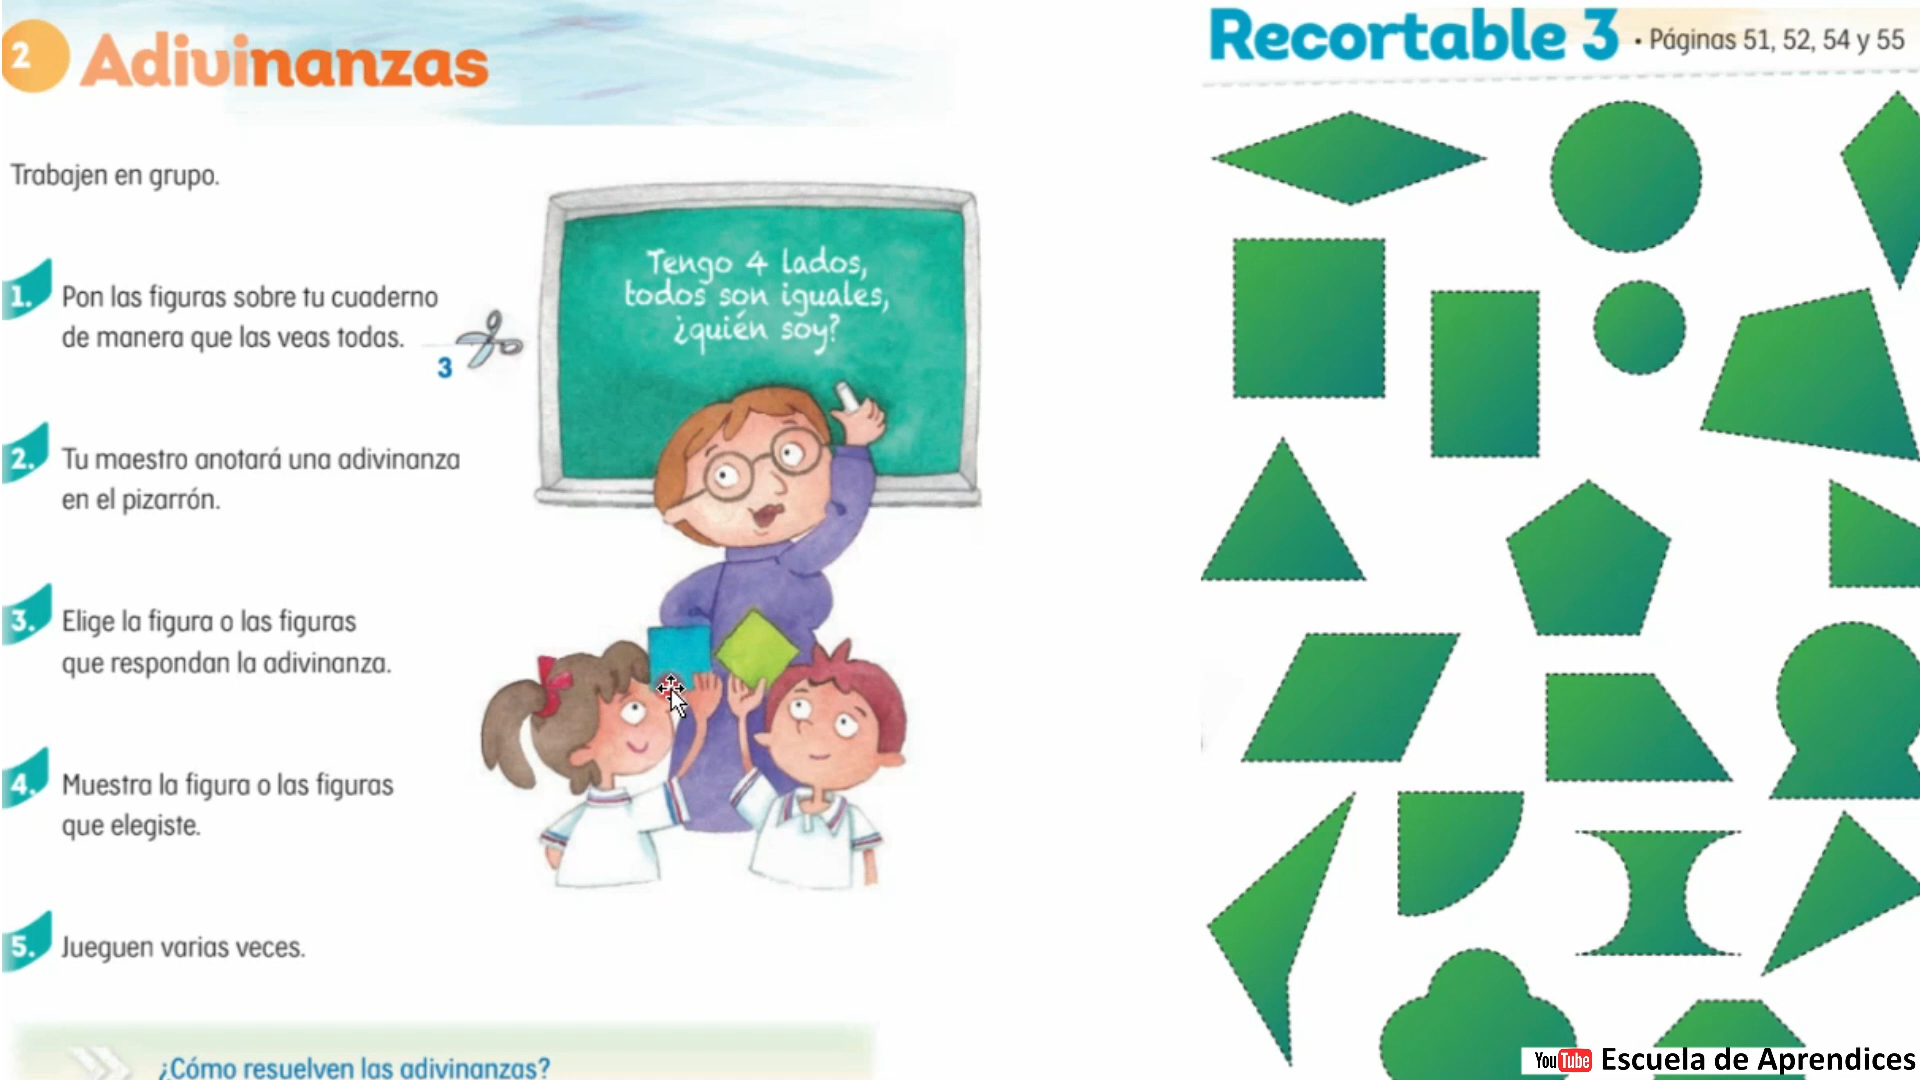 2 Adivinanzas
Trabajen en grupo.
1. Pon las figuras sobre tu cuaderno
de manera que las veas todas.
3
2. Tu maestro anotará una adivinanza
en el pizarrón.
3. Elige la figura o las figuras
que respondan la adivinanza.
4. Muestra la figura o las figuras
que elegiste.
5. Jueguen varias veces.
¿Cómo resuelven las adivinanzas?
Tengo 4 lados,
todos son iguales,
¿quién soy?
Recortable 3 • Páginas 51, 52, 54 y 55
YouTube Escuela de Aprendices